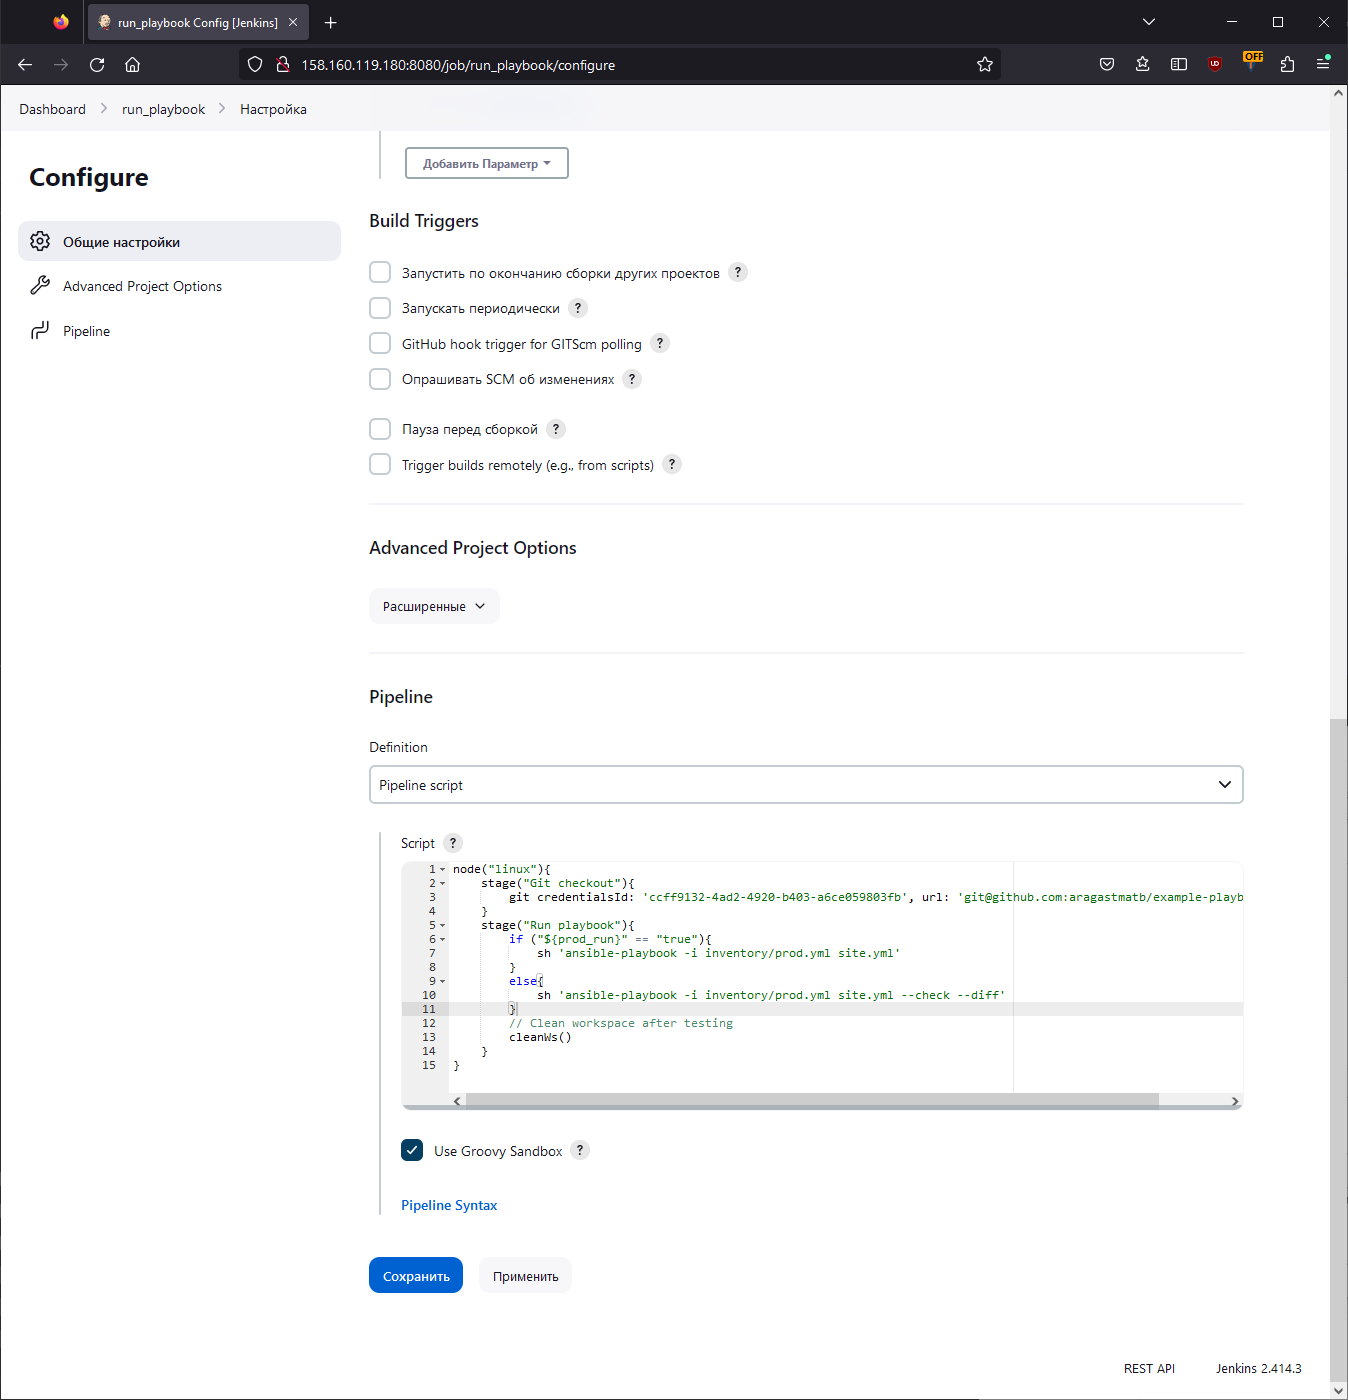 run_playbook Config [Jenkins]
158.160.119.180:8080/job/run_playbook/configure
OFF
Dashboard > run_playbook > Настройка
Configure
Общие настройки
Advanced Project Options
Pipeline
Добавить Параметр
Build Triggers
Запустить по окончанию сборки других проектов ?
Запускать периодически ?
GitHub hook trigger for GITScm polling ?
Опрашивать SCM об изменениях ?
Пауза перед сборкой ?
Trigger builds remotely (e.g., from scripts) ?
Advanced Project Options
Расширенные
Pipeline
Definition
Pipeline script
Script ?
1 node("linux"){
2 stage("Git checkout"){
3 git credentialsId: 'ccff9132-4ad2-4920-b403-a6ce059803fb', url: 'git@github.com:aragastmatb/example-playb
4 }
5 stage("Run playbook"){
6 if ("${prod_run}" == "true"){
7 sh 'ansible-playbook -i inventory/prod.yml site.yml'
8 }
9 else{
10 sh 'ansible-playbook -i inventory/prod.yml site.yml --check --diff'
11 }
12 // Clean workspace after testing
13 cleanWs()
14 }
15 }
Use Groovy Sandbox ?
Pipeline Syntax
Сохранить Применить
REST API Jenkins 2.414.3